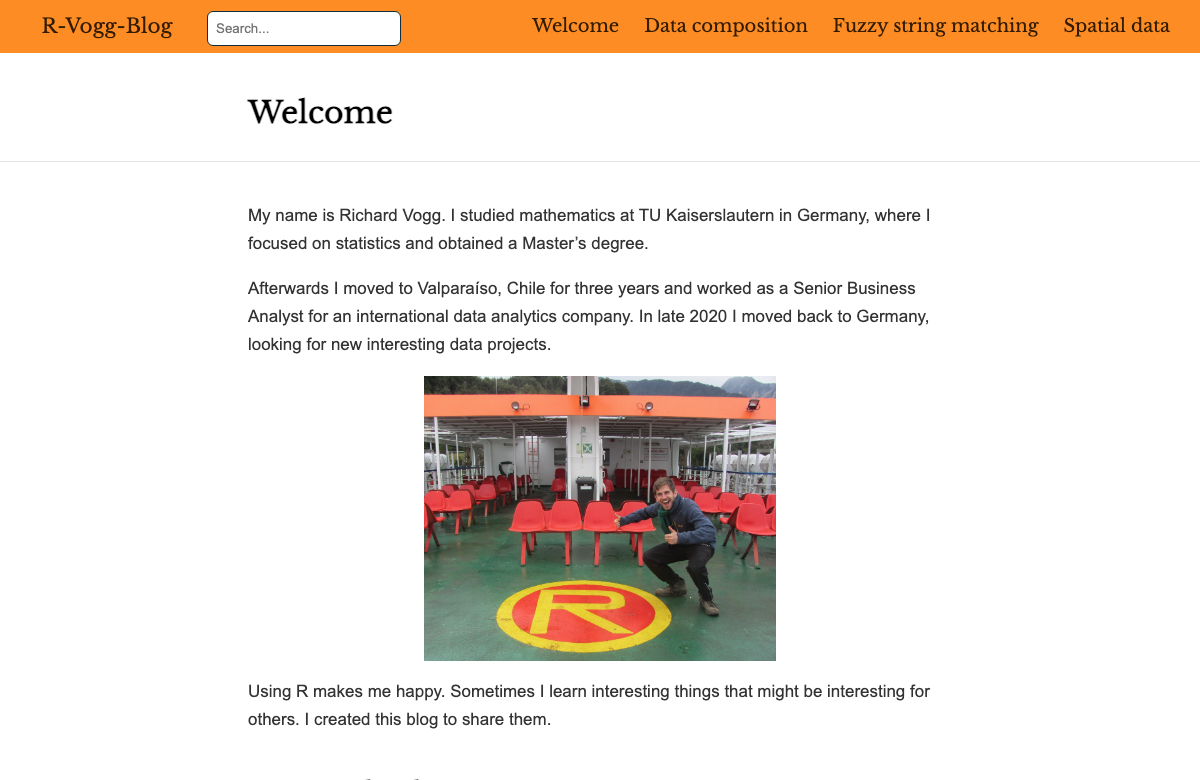 R-Vogg-Blog
Search...
Welcome
Data composition
Fuzzy string matching
Spatial data
Welcome
My name is Richard Vogg. I studied mathematics at TU Kaiserslautern in Germany, where I
focused on statistics and obtained a Master’s degree.
Afterwards I moved to Valparaíso, Chile for three years and worked as a Senior Business
Analyst for an international data analytics company. In late 2020 I moved back to Germany,
looking for new interesting data projects.
R
Using R makes me happy. Sometimes I learn interesting things that might be interesting for
others. I created this blog to share them.